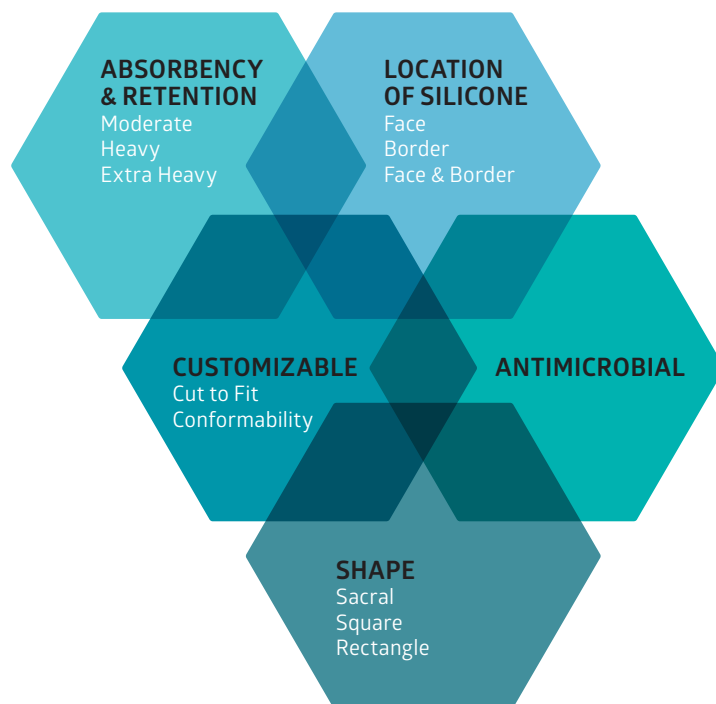 ABSORBENCY
& RETENTION
Moderate
Heavy
Extra Heavy
LOCATION
OF SILICONE
Face
Border
Face & Border
CUSTOMIZABLE
Cut to Fit
Conformability
ANTIMICROBIAL
SHAPE
Sacral
Square
Rectangle